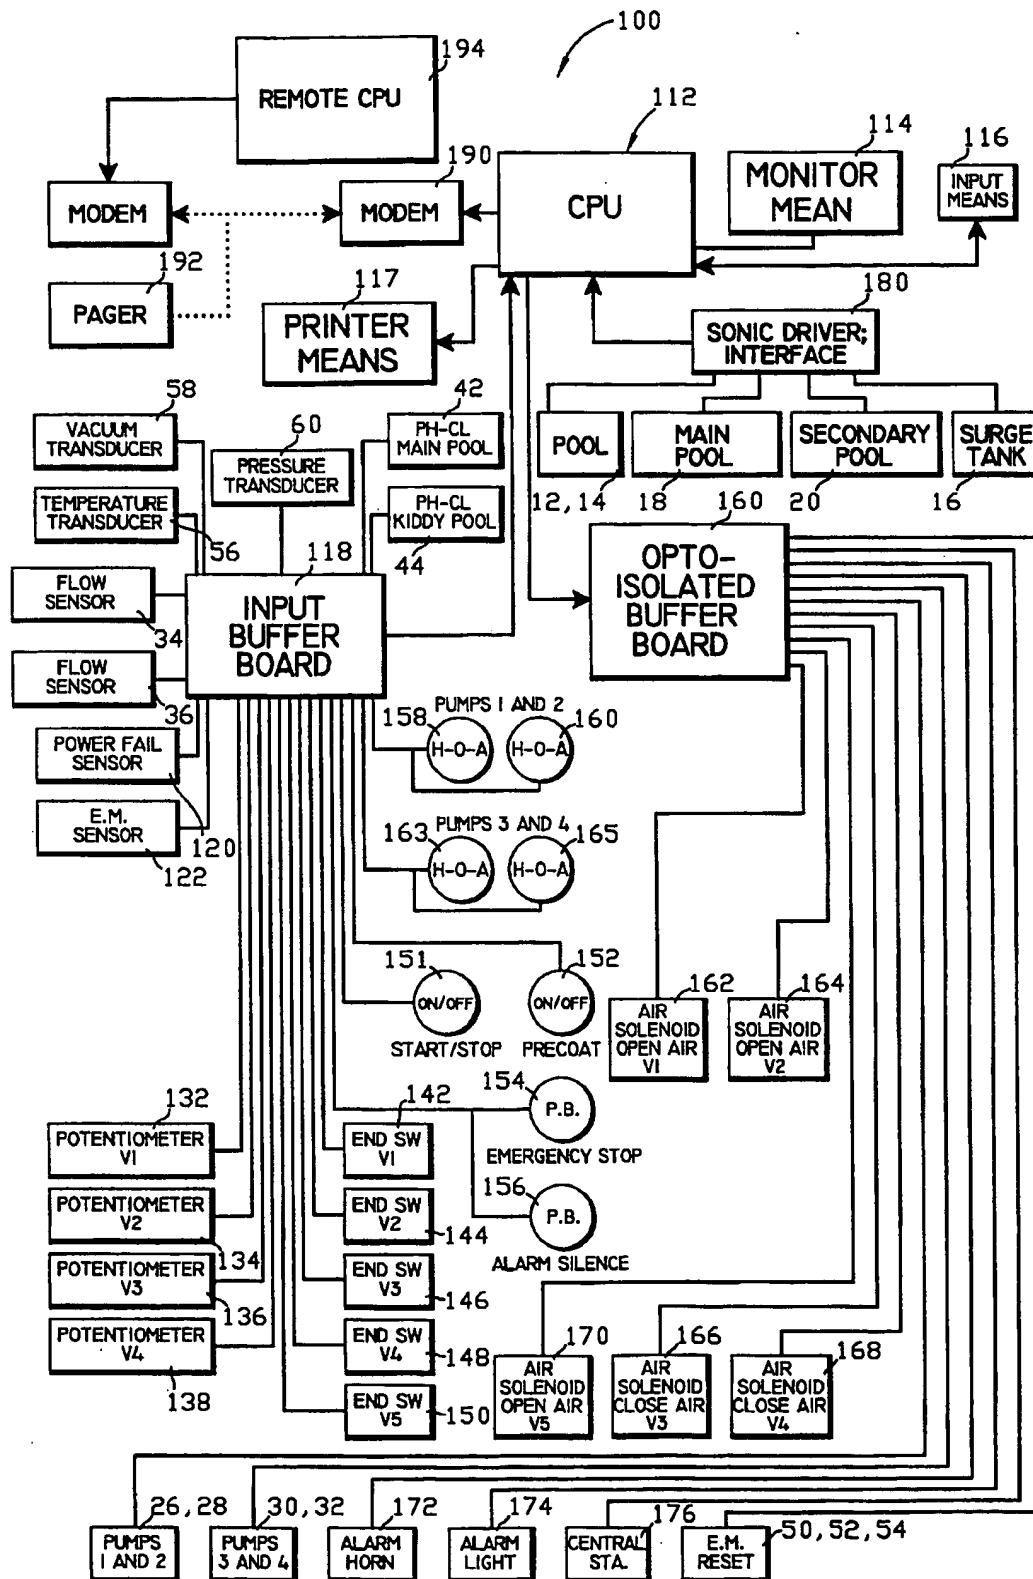 100
194
REMOTE CPU
112
114
116
190
CPU
MONITOR
MEAN
INPUT
MEANS
MODEM
MODEM
192
117
180
PAGER
PRINTER
MEANS
SONIC DRIVER;
INTERFACE
58
42
VACUUM
TRANSDUCER
60
PRESSURE
TRANSDUCER
PH-CL
MAIN POOL
POOL
MAIN
POOL
SECONDARY
POOL
SURGE
TANK
TEMPERATURE
TRANSDUCER
PH-CL
KIDDY POOL
12,14
18
20
16
56
118
44
160
FLOW
SENSOR
INPUT
BUFFER
BOARD
OPTO-
ISOLATED
BUFFER
BOARD
34
FLOW
SENSOR
36
PUMPS 1 AND 2
158
160
POWER FAIL
SENSOR
H-O-A
H-O-A
E.M.
SENSOR
120
122
PUMPS 3 AND 4
163
165
H-O-A
H-O-A
151
152
ON/OFF
ON/OFF
START/STOP
PRECOAT
162
164
AIR
SOLENOID
OPEN AIR
V1
AIR
SOLENOID
OPEN AIR
V2
132
142
154
POTENTIOMETER
V1
END SW
V1
P.B.
EMERGENCY STOP
POTENTIOMETER
V2
134
END SW
V2
144
156
P.B.
ALARM SILENCE
POTENTIOMETER
V3
136
END SW
V3
146
POTENTIOMETER
V4
138
END SW
V4
148
170
166
168
END SW
V5
150
AIR
SOLENOID
OPEN AIR
V5
AIR
SOLENOID
CLOSE AIR
V3
AIR
SOLENOID
CLOSE AIR
V4
26,28
30,32
172
174
176
50,52,54
PUMPS
1 AND 2
PUMPS
3 AND 4
ALARM
HORN
ALARM
LIGHT
CENTRAL
STA.
E.M.
RESET